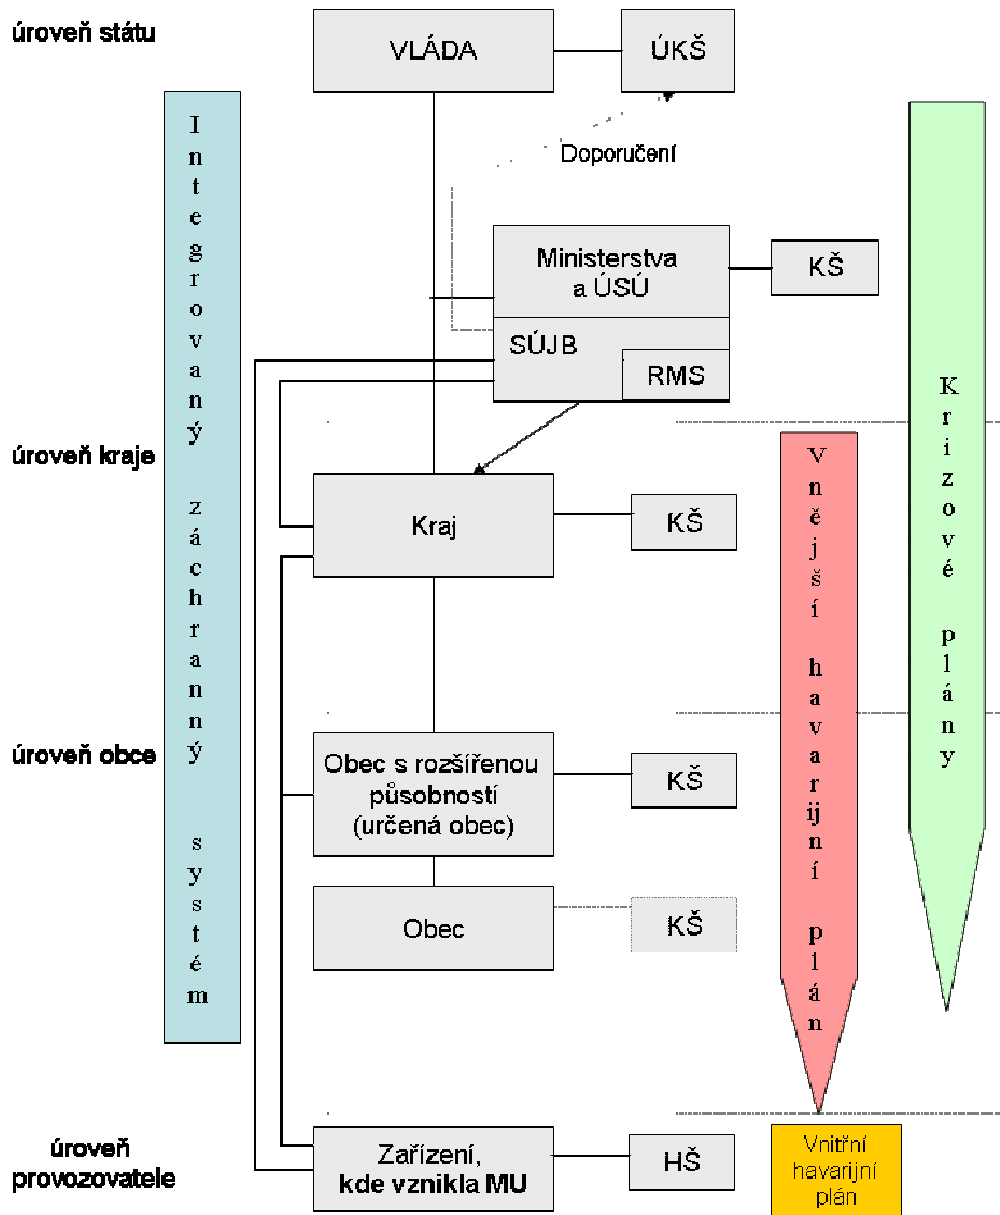 úroveň státu
VLÁDA
ÚKŠ
Doporučení
Integrovaný záchranný systém
Krizové plány
Ministerstva
a ÚSÚ
KŠ
SÚJB
RMS
úroveň kraje
Vnější havarijní plán
Kraj
KŠ
úroveň obce
Obec s rozšířenou
působností
(určená obec)
KŠ
Obec
KŠ
úroveň
provozovatele
Zařízení,
kde vznikla MU
HŠ
Vnitřní
havarijní
plán